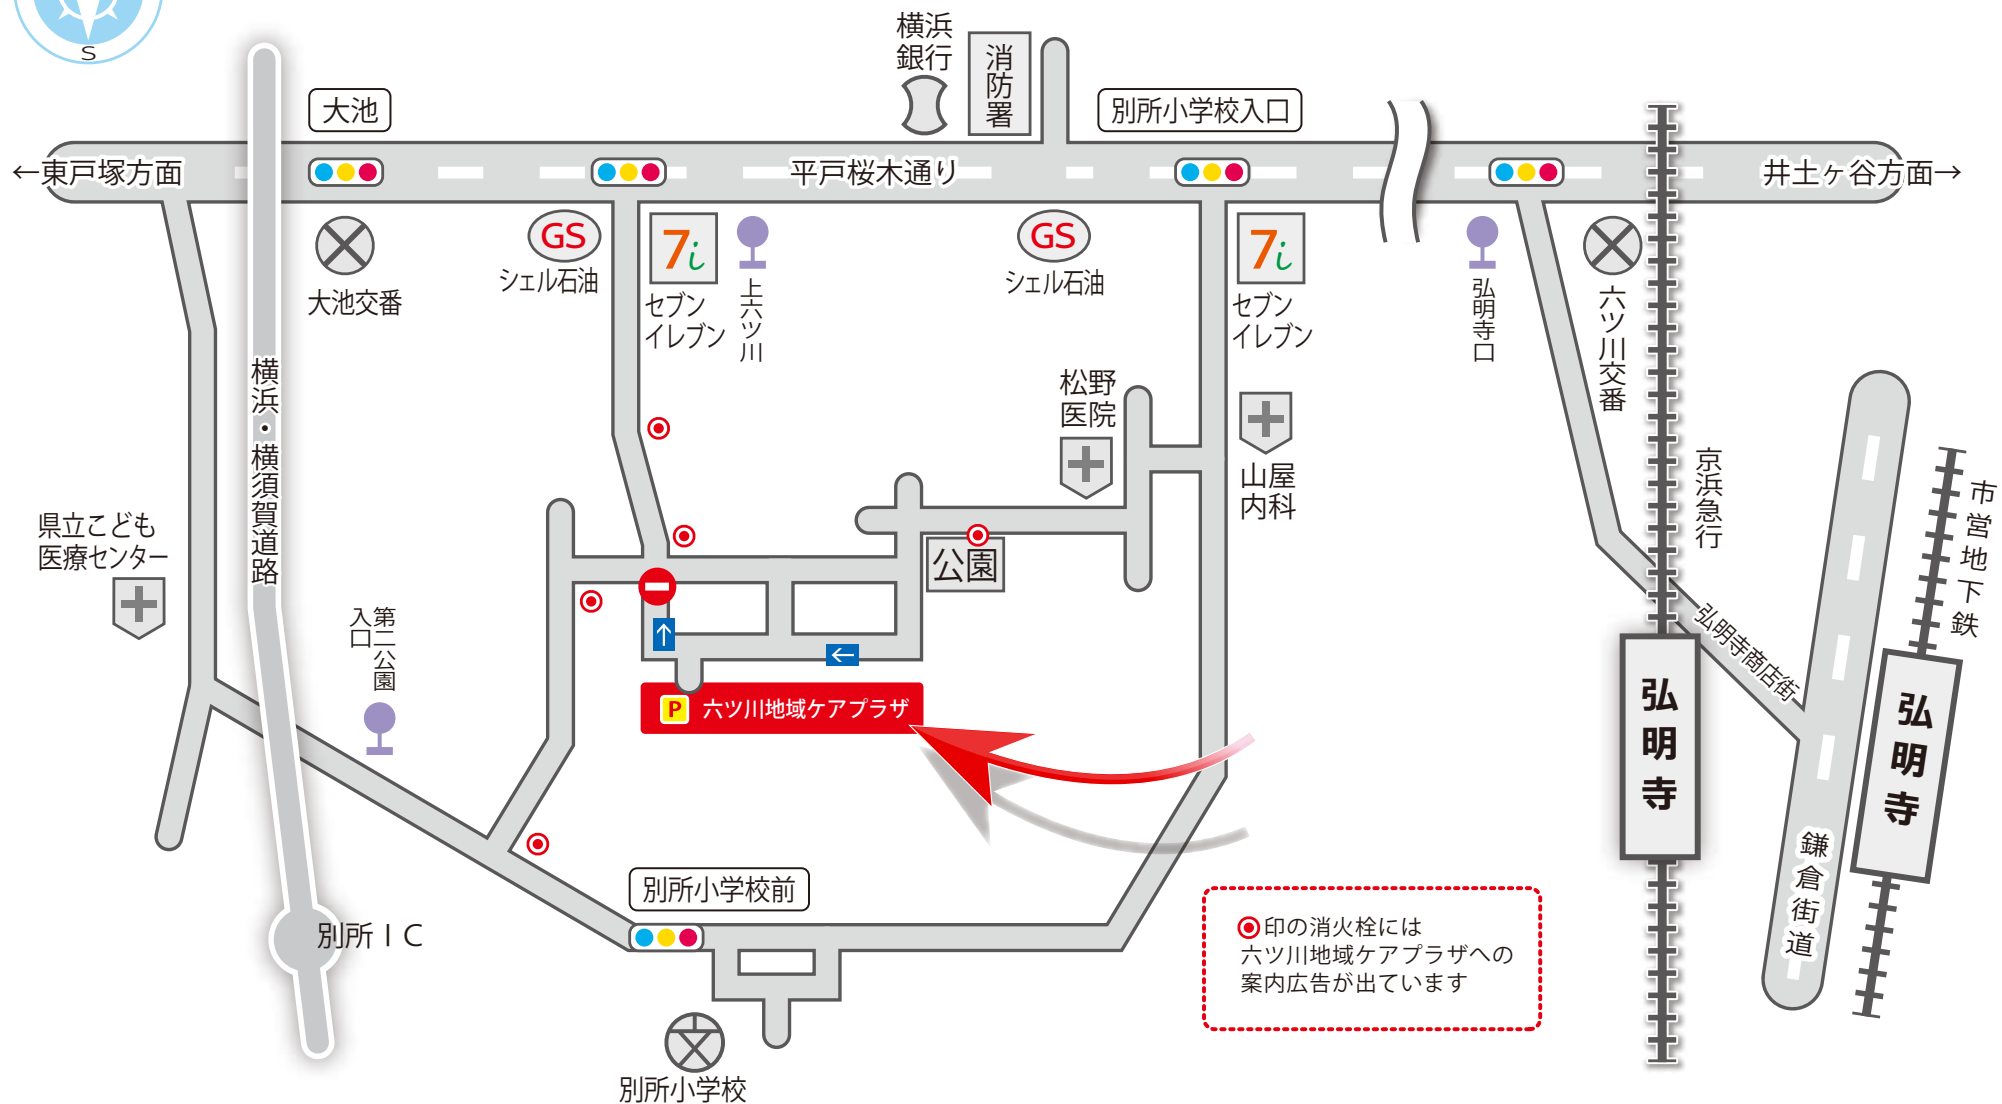 S
横浜
銀行
消防署
大池
別所小学校入口
←東戸塚方面
平戸桜木通り
井土ヶ谷方面→
大池交番
GS
シェル石油
7i
セブン
イレブン
上六ツ川
GS
シェル石油
7i
セブン
イレブン
弘明寺口
六ツ川交番
横浜・横須賀道路
松野
医院
山屋
内科
京浜急行
市営地下鉄
県立こども
医療センター
公園
第二公園
入口
↑
←
P 六ツ川地域ケアプラザ
弘明寺商店街
弘明寺
弘明寺
鎌倉街道
別所IC
別所小学校前
印の消火栓には
六ツ川地域ケアプラザへの
案内広告が出ています
別所小学校